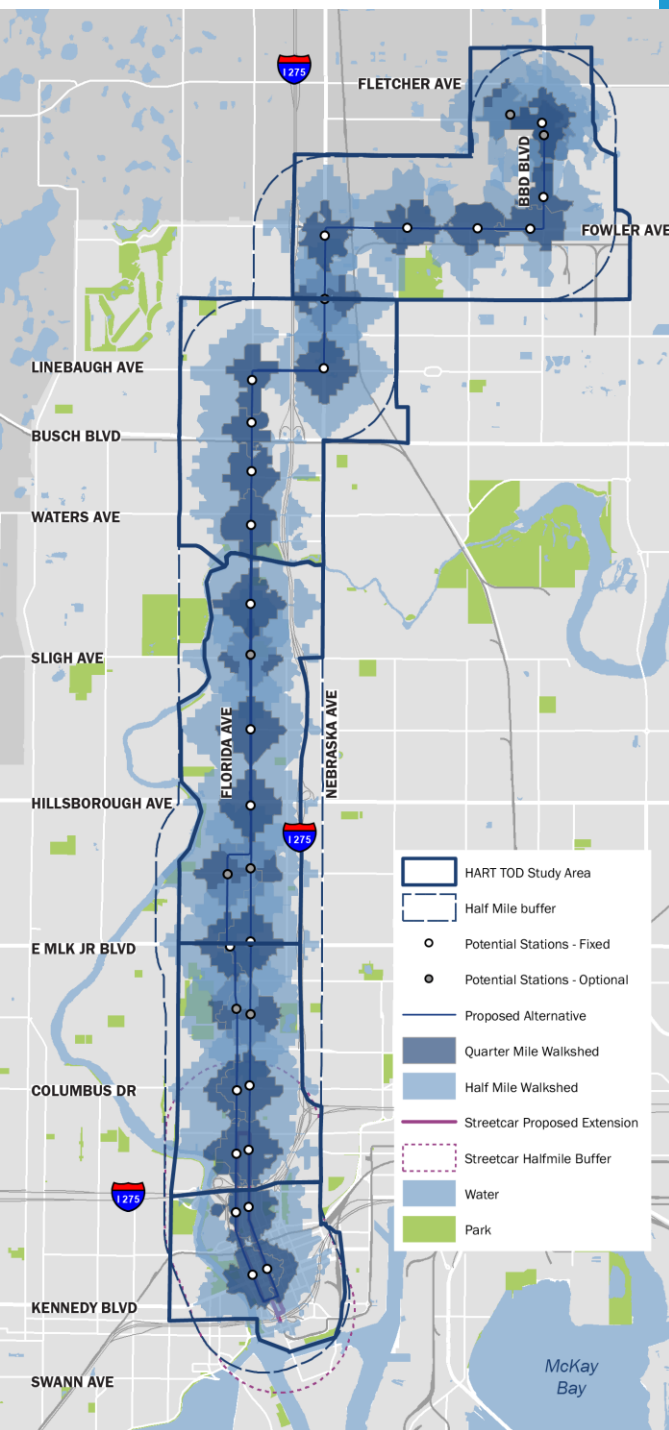 I 275
FLETCHER AVE
BBD BLVD
FOWLER AVE
LINEBAUGH AVE
BUSCH BLVD
WATERS AVE
SLIGH AVE
FLORIDA AVE
NEBRASKA AVE
HILLSBOROUGH AVE
I 275
E MLK JR BLVD
COLUMBUS DR
I 275
KENNEDY BLVD
SWANN AVE
HART TOD Study Area
Half Mile buffer
Potential Stations - Fixed
Potential Stations - Optional
Proposed Alternative
Quarter Mile Walkshed
Half Mile Walkshed
Streetcar Proposed Extension
Streetcar Halfmile Buffer
Water
Park
McKay
Bay